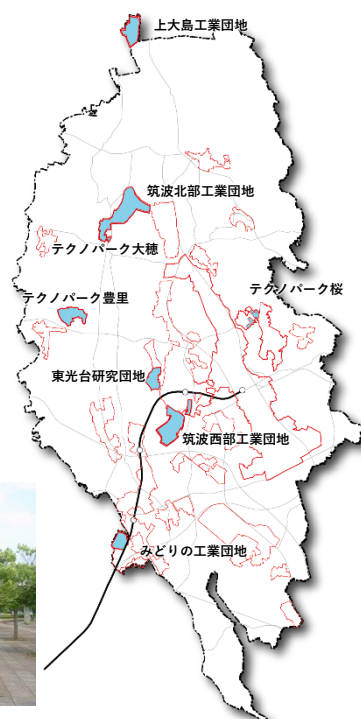 上大島工業団地
筑波北部工業団地
テクノパーク大穂
テクノパーク桜
テクノパーク豊里
東光台研究団地
筑波西部工業団地
みどりの工業団地